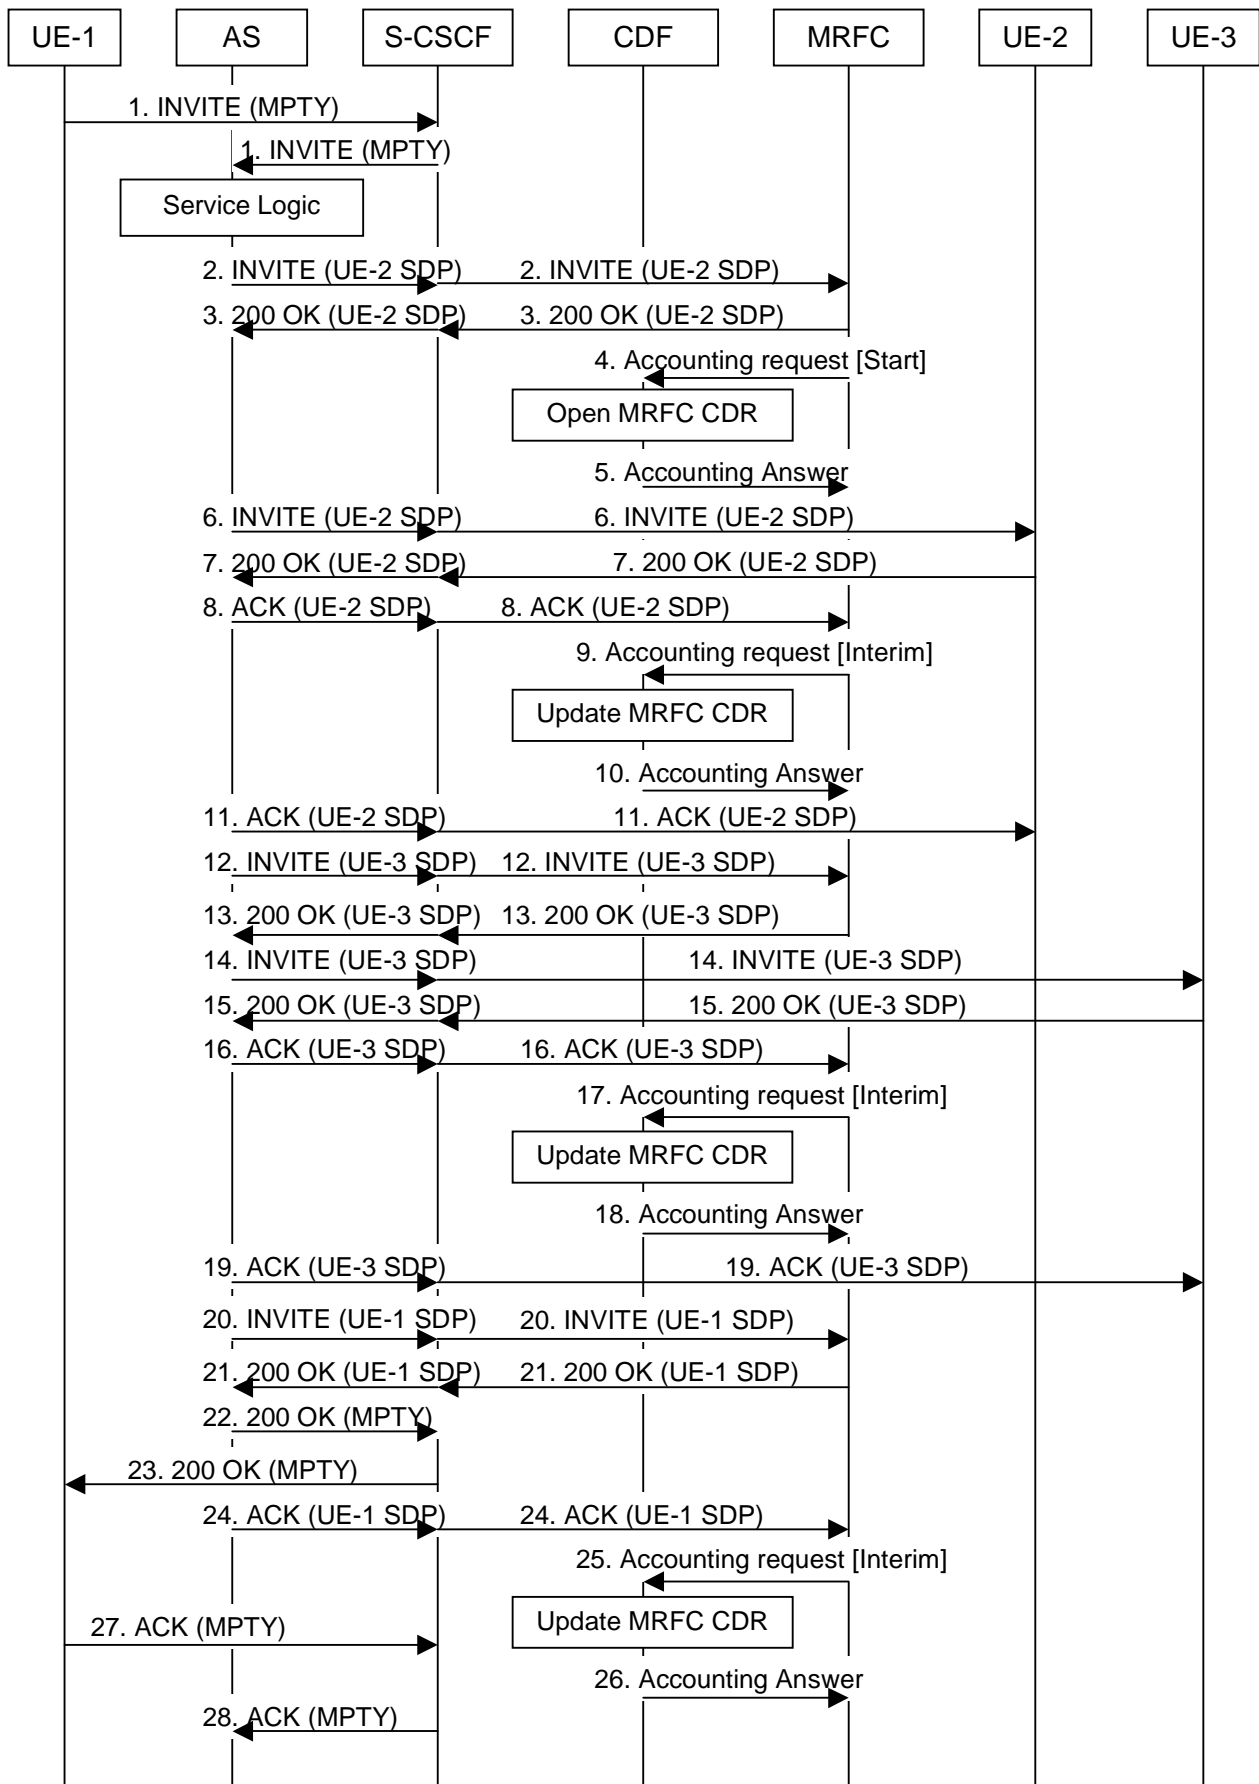 UE-1 AS S-CSCF CDF MRFC UE-2 UE-3
1. INVITE (MPTY)
1. INVITE (MPTY)
Service Logic
2. INVITE (UE-2 SDP) 2. INVITE (UE-2 SDP)
3. 200 OK (UE-2 SDP) 3. 200 OK (UE-2 SDP)
4. Accounting request [Start]
Open MRFC CDR
5. Accounting Answer
6. INVITE (UE-2 SDP) 6. INVITE (UE-2 SDP)
7. 200 OK (UE-2 SDP) 7. 200 OK (UE-2 SDP)
8. ACK (UE-2 SDP) 8. ACK (UE-2 SDP)
9. Accounting request [Interim]
Update MRFC CDR
10. Accounting Answer
11. ACK (UE-2 SDP) 11. ACK (UE-2 SDP)
12. INVITE (UE-3 SDP) 12. INVITE (UE-3 SDP)
13. 200 OK (UE-3 SDP) 13. 200 OK (UE-3 SDP)
14. INVITE (UE-3 SDP) 14. INVITE (UE-3 SDP)
15. 200 OK (UE-3 SDP) 15. 200 OK (UE-3 SDP)
16. ACK (UE-3 SDP) 16. ACK (UE-3 SDP)
17. Accounting request [Interim]
Update MRFC CDR
18. Accounting Answer
19. ACK (UE-3 SDP) 19. ACK (UE-3 SDP)
20. INVITE (UE-1 SDP) 20. INVITE (UE-1 SDP)
21. 200 OK (UE-1 SDP) 21. 200 OK (UE-1 SDP)
22. 200 OK (MPTY)
23. 200 OK (MPTY)
24. ACK (UE-1 SDP) 24. ACK (UE-1 SDP)
25. Accounting request [Interim]
Update MRFC CDR
27. ACK (MPTY)
26. Accounting Answer
28. ACK (MPTY)